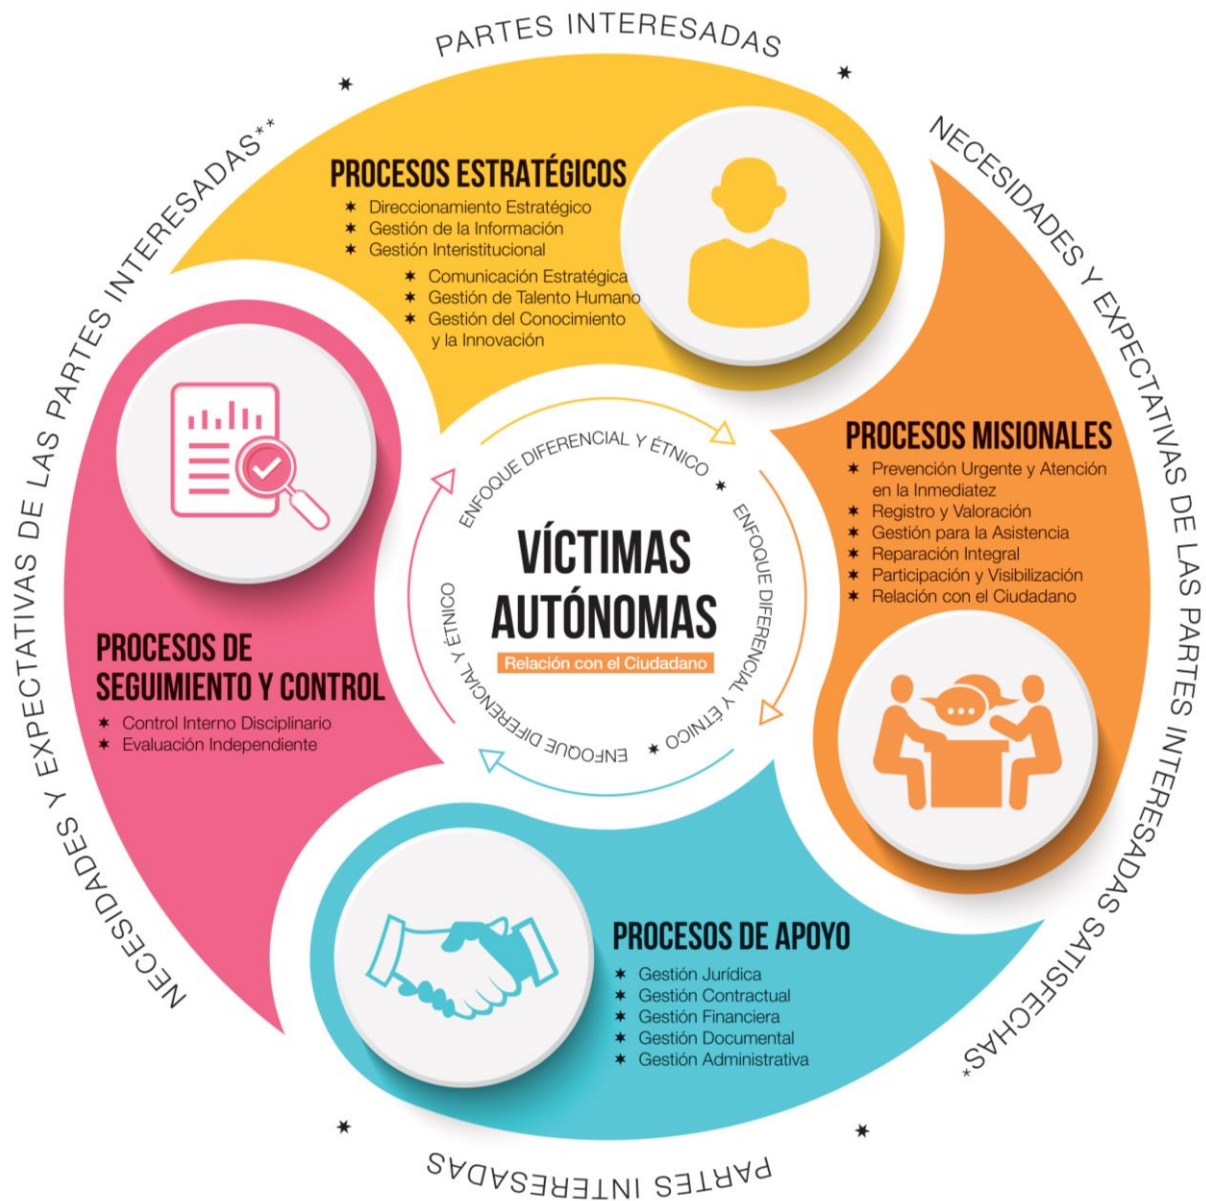 PARTES INTERESADAS
NECESIDADES Y EXPECTATIVAS DE LAS PARTES INTERESADAS**
NECESIDADES Y EXPECTATIVAS DE LAS PARTES INTERESADAS SATISFECHAS*
PROCESOS ESTRATÉGICOS
✶ Direccionamiento Estratégico
✶ Gestión de la Información
✶ Gestión Interistitucional
✶ Comunicación Estratégica
✶ Gestión de Talento Humano
✶ Gestión del Conocimiento
y la Innovación
PROCESOS MISIONALES
✶ Prevención Urgente y Atención
en la Inmediatez
✶ Registro y Valoración
✶ Gestión para la Asistencia
✶ Reparación Integral
✶ Participación y Visibilización
✶ Relación con el Ciudadano
ENFOQUE DIFERENCIAL Y ÉTNICO ✶
ENFOQUE DIFERENCIAL Y ÉTNICO ✶
ENFOQUE DIFERENCIAL Y ÉTNICO
VÍCTIMAS
AUTÓNOMAS
Relación con el Ciudadano
PROCESOS DE
SEGUIMIENTO Y CONTROL
✶ Control Interno Disciplinario
✶ Evaluación Independiente
PROCESOS DE APOYO
✶ Gestión Jurídica
✶ Gestión Contractual
✶ Gestión Financiera
✶ Gestión Documental
✶ Gestión Administrativa
PARTES INTERESADAS